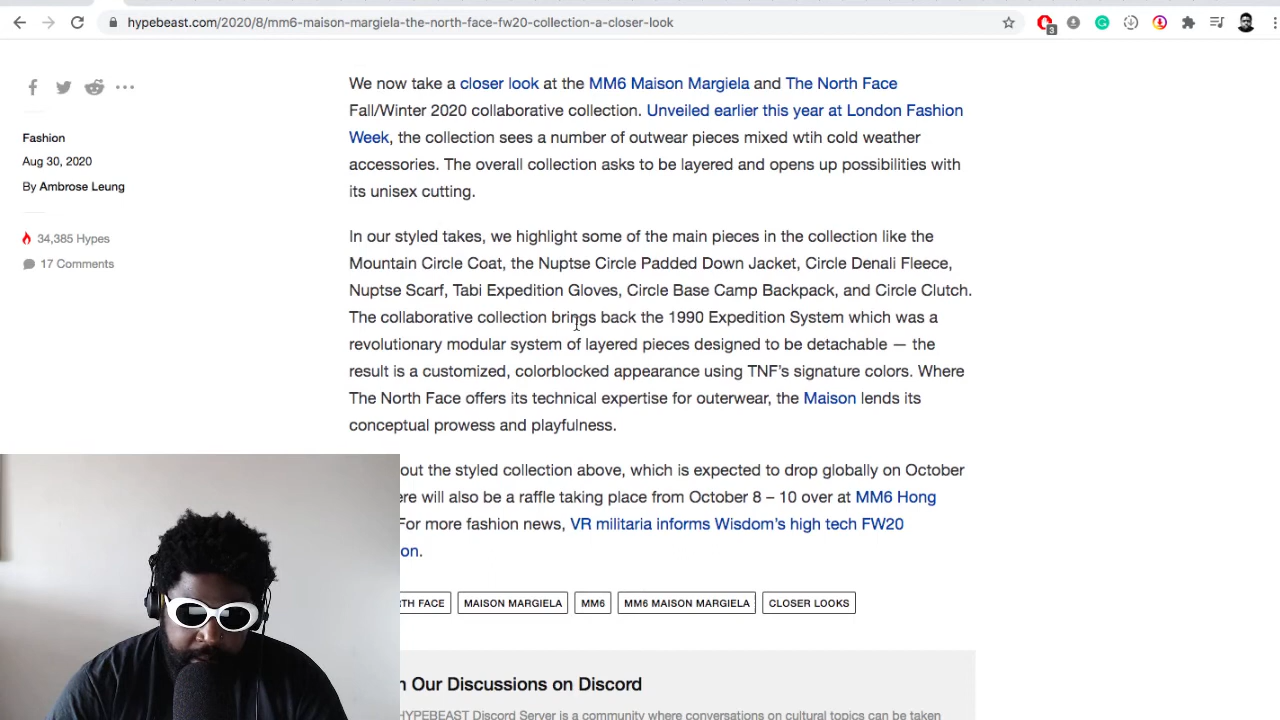 hypebeast.com/2020/8/mm6-maison-margiela-the-north-face-fw20-collection-a-closer-look
3
Fashion
Aug 30, 2020
By Ambrose Leung
34,385 Hypes
17 Comments
We now take a closer look at the MM6 Maison Margiela and The North Face
Fall/Winter 2020 collaborative collection. Unveiled earlier this year at London Fashion
Week, the collection sees a number of outwear pieces mixed wtih cold weather
accessories. The overall collection asks to be layered and opens up possibilities with
its unisex cutting.
In our styled takes, we highlight some of the main pieces in the collection like the
Mountain Circle Coat, the Nuptse Circle Padded Down Jacket, Circle Denali Fleece,
Nuptse Scarf, Tabi Expedition Gloves, Circle Base Camp Backpack, and Circle Clutch.
The collaborative collection brings back the 1990 Expedition System which was a
revolutionary modular system of layered pieces designed to be detachable — the
result is a customized, colorblocked appearance using TNF's signature colors. Where
The North Face offers its technical expertise for outerwear, the Maison lends its
conceptual prowess and playfulness.
out the styled collection above, which is expected to drop globally on October
ere will also be a raffle taking place from October 8 – 10 over at MM6 Hong
For more fashion news, VR militaria informs Wisdom's high tech FW20
on.
TH FACE
MAISON MARGIELA
MM6
MM6 MAISON MARGIELA
CLOSER LOOKS
n Our Discussions on Discord
HYPEBEAST Discord Server is a community where conversations on cultural topics can be taken